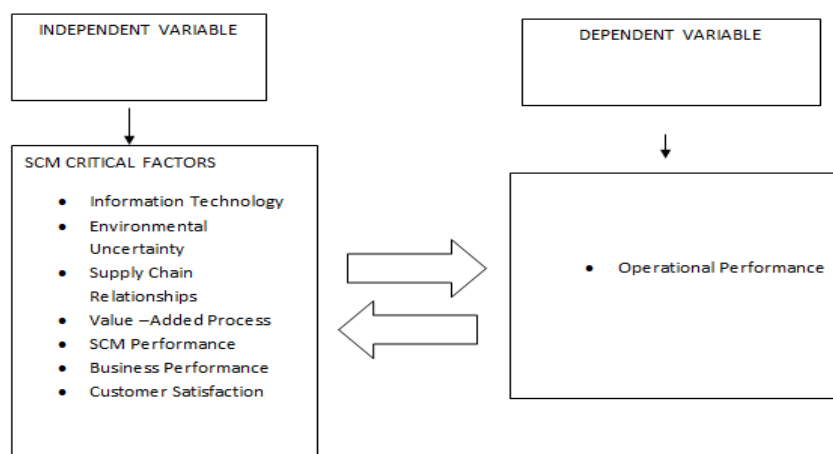 INDEPENDENT VARIABLE
DEPENDENT VARIABLE
SCM CRITICAL FACTORS
• Information Technology
• Environmental
Uncertainty
• Supply Chain
Relationships
• Value –Added Process
• SCM Performance
• Business Performance
• Customer Satisfaction
• Operational Performance